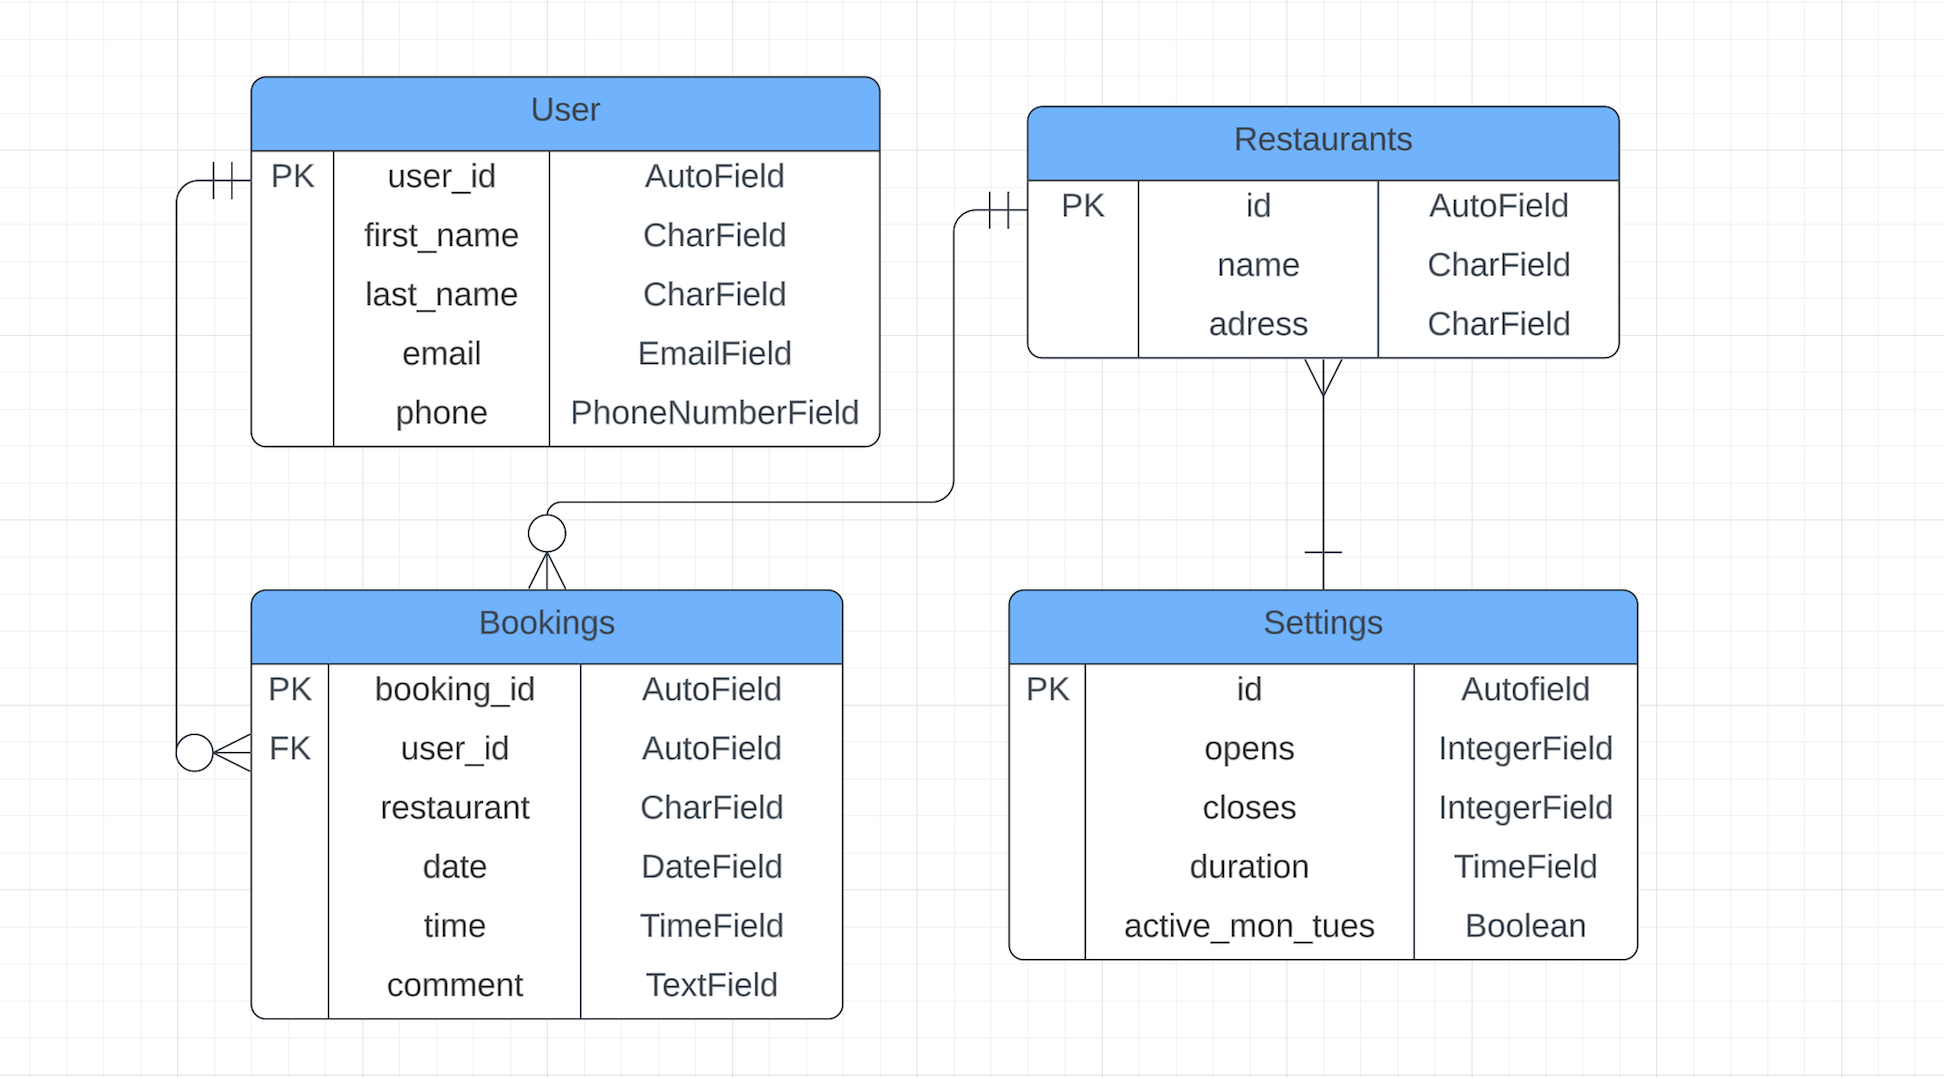 User
PK user_id AutoField
first_name CharField
last_name CharField
email EmailField
phone PhoneNumberField
Restaurants
PK id AutoField
name CharField
adress CharField
Bookings
PK booking_id AutoField
FK user_id AutoField
restaurant CharField
date DateField
time TimeField
comment TextField
Settings
PK id Autofield
opens IntegerField
closes IntegerField
duration TimeField
active_mon_tues Boolean